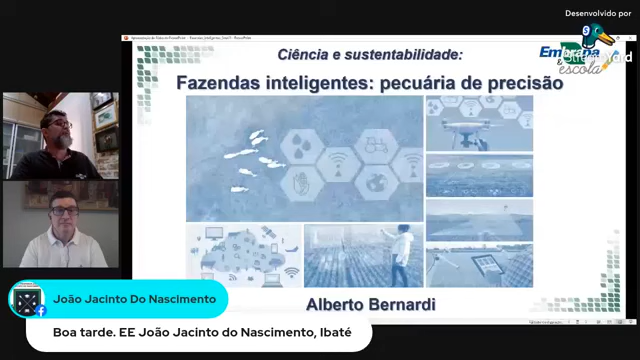 Desenvolvido por
StreamYard
Ciência e sustentabilidade:
Embrapa
escola
Fazendas inteligentes: pecuária de precisão
Alberto Bernardi
João Jacinto Do Nascimento
Boa tarde. EE João Jacinto do Nascimento, Ibaté